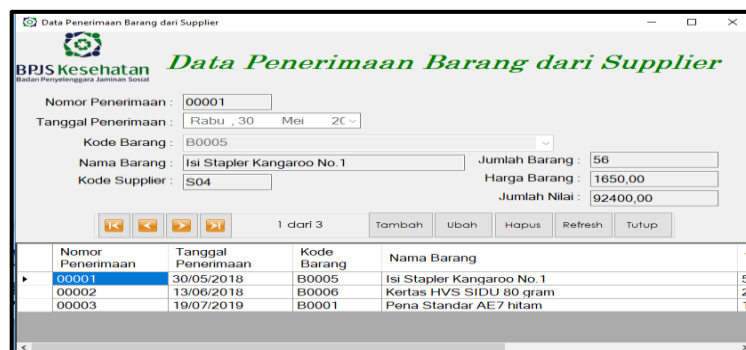 Data Penerimaan Barang dari Supplier
BPJS Kesehatan
Badan Penyelenggara Jaminan Sosial
Data Penerimaan Barang dari Supplier
Nomor Penerimaan : 00001
Tanggal Penerimaan : Rabu , 30 Mei
Kode Barang : B0005
Nama Barang : Isi Stapler Kangaroo No.1
Kode Supplier : S04
Jumlah Barang : 56
Harga Barang : 1650,00
Jumlah Nilai : 92400,00
1 dari 3 Tambah Ubah Hapus Refresh Tutup
Nomor Penerimaan Tanggal Penerimaan Kode Barang Nama Barang
00001 30/05/2018 B0005 Isi Stapler Kangaroo No.1
00002 13/06/2018 B0006 Kertas HVS SIDU 80 gram
00003 19/07/2019 B0001 Pena Standar AE7 hitam